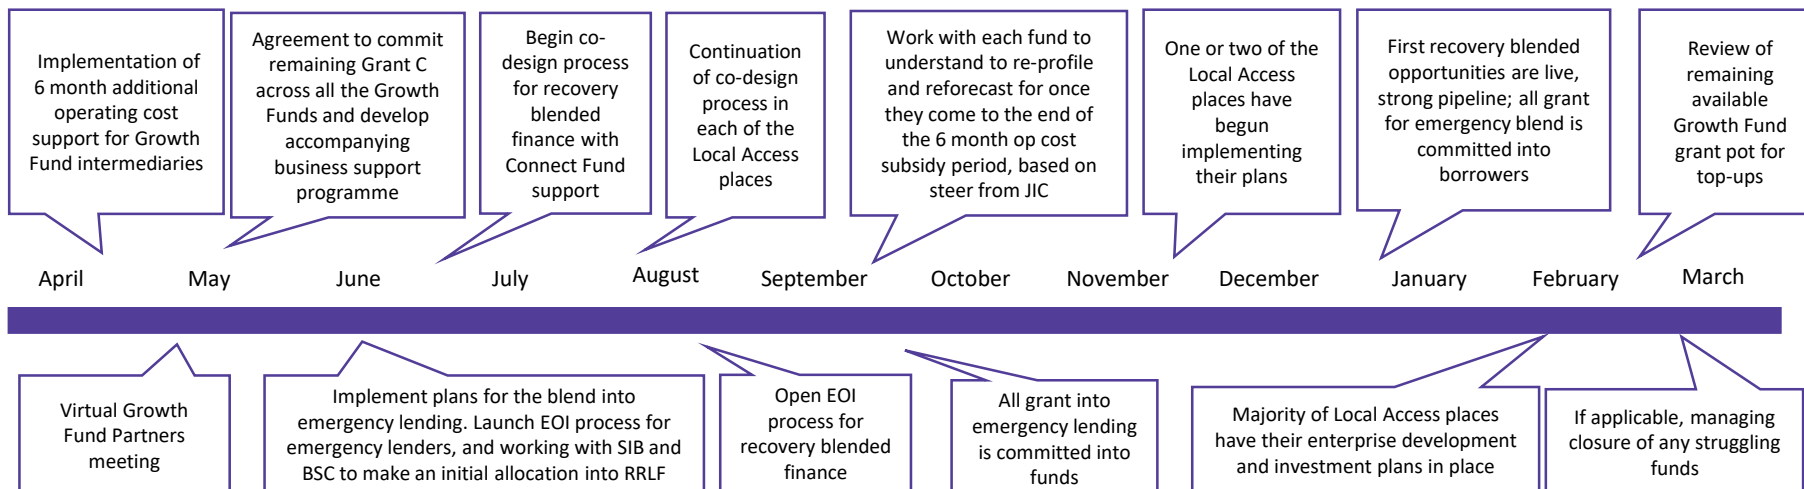 Implementation of
6 month additional
operating cost
support for Growth
Fund intermediaries
Agreement to commit
remaining Grant C
across all the Growth
Funds and develop
accompanying
business support
programme
Begin co-
design process
for recovery
blended
finance with
Connect Fund
support
Continuation
of co-design
process in
each of the
Local Access
places
Work with each fund to
understand to re-profile
and reforecast for once
they come to the end of
the 6 month op cost
subsidy period, based on
steer from JIC
One or two of the
Local Access
places have
begun
implementing
their plans
First recovery blended
opportunities are live,
strong pipeline; all grant
for emergency blend is
committed into
borrowers
Review of
remaining
available
Growth Fund
grant pot for
top-ups
April May June July August September October November December January February March
Virtual Growth
Fund Partners
meeting
Implement plans for the blend into
emergency lending. Launch EOI process for
emergency lenders, and working with SIB and
BSC to make an initial allocation into RRLF
Open EOI
process for
recovery blended
finance
All grant into
emergency lending
is committed into
funds
Majority of Local Access places
have their enterprise development
and investment plans in place
If applicable, managing
closure of any struggling
funds